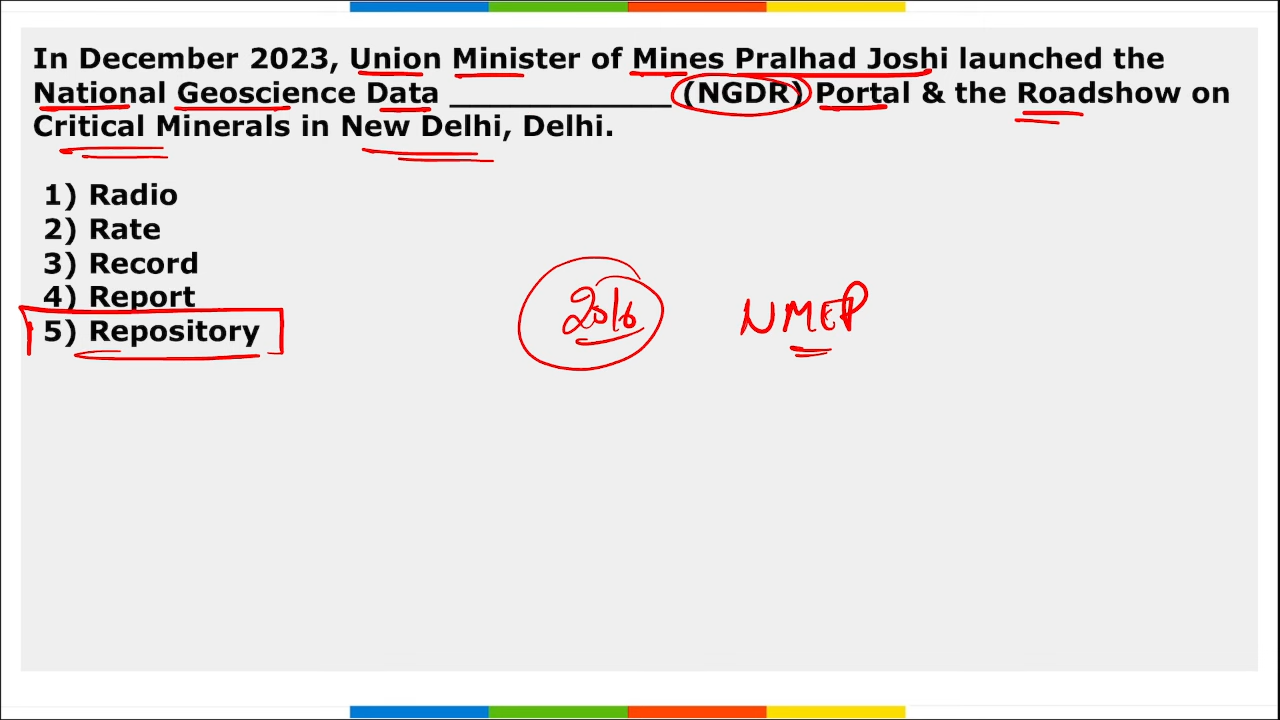 In December 2023, Union Minister of Mines Pralhad Joshi launched the
National Geoscience Data _______________ (NGDR) Portal & the Roadshow on
Critical Minerals in New Delhi, Delhi.
1) Radio
2) Rate
3) Record
4) Report
5) Repository
2016 NMEP